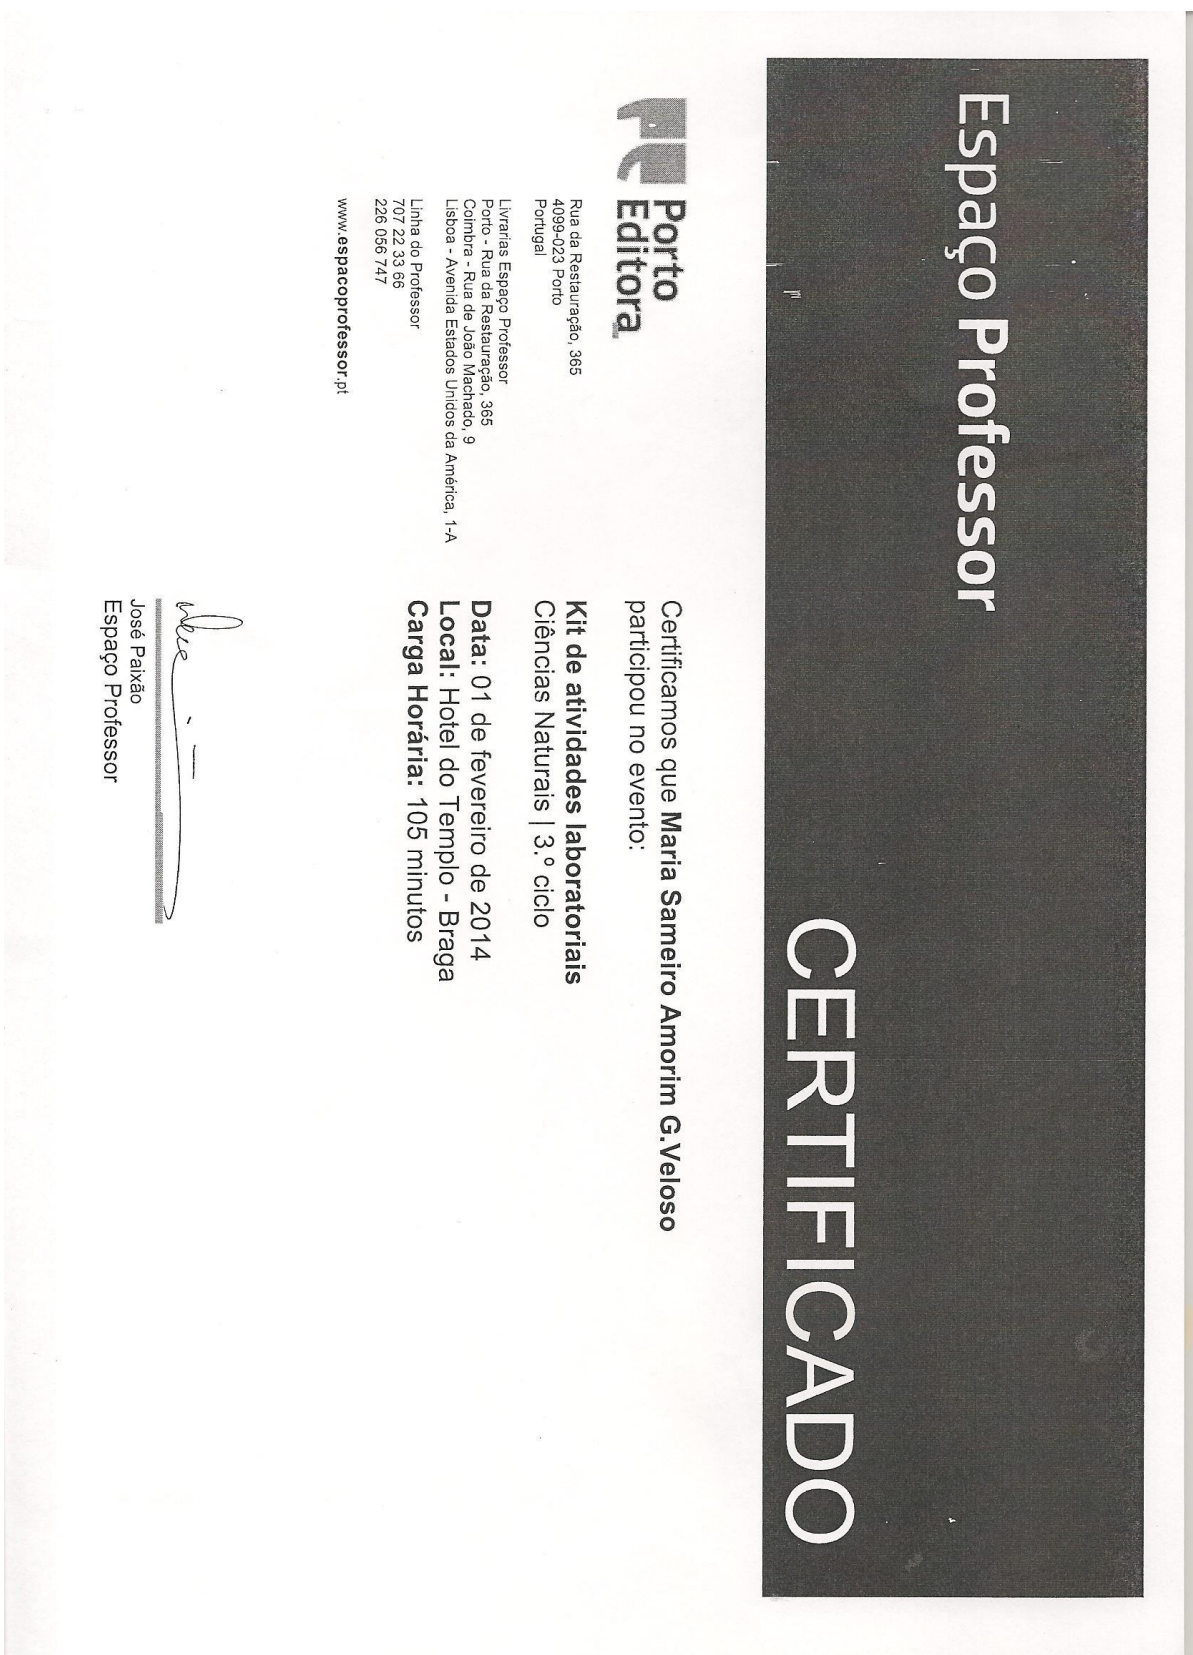 Espaço Professor
CERTIFICADO
Porto
Editora
Rua da Restauração, 365
4099-023 Porto
Portugal
Livrarias Espaço Professor
Porto - Rua da Restauração, 365
Coimbra - Rua de João Machado, 9
Lisboa - Avenida Estados Unidos da América, 1-A
Linha do Professor
707 22 33 66
226 056 747
www.espacoprofessor.pt
Certificamos que Maria Sameiro Amorim G.Veloso
participou no evento:
Kit de atividades laboratoriais
Ciências Naturais | 3.º ciclo
Data: 01 de fevereiro de 2014
Local: Hotel do Templo - Braga
Carga Horária: 105 minutos
José Paixão
Espaço Professor